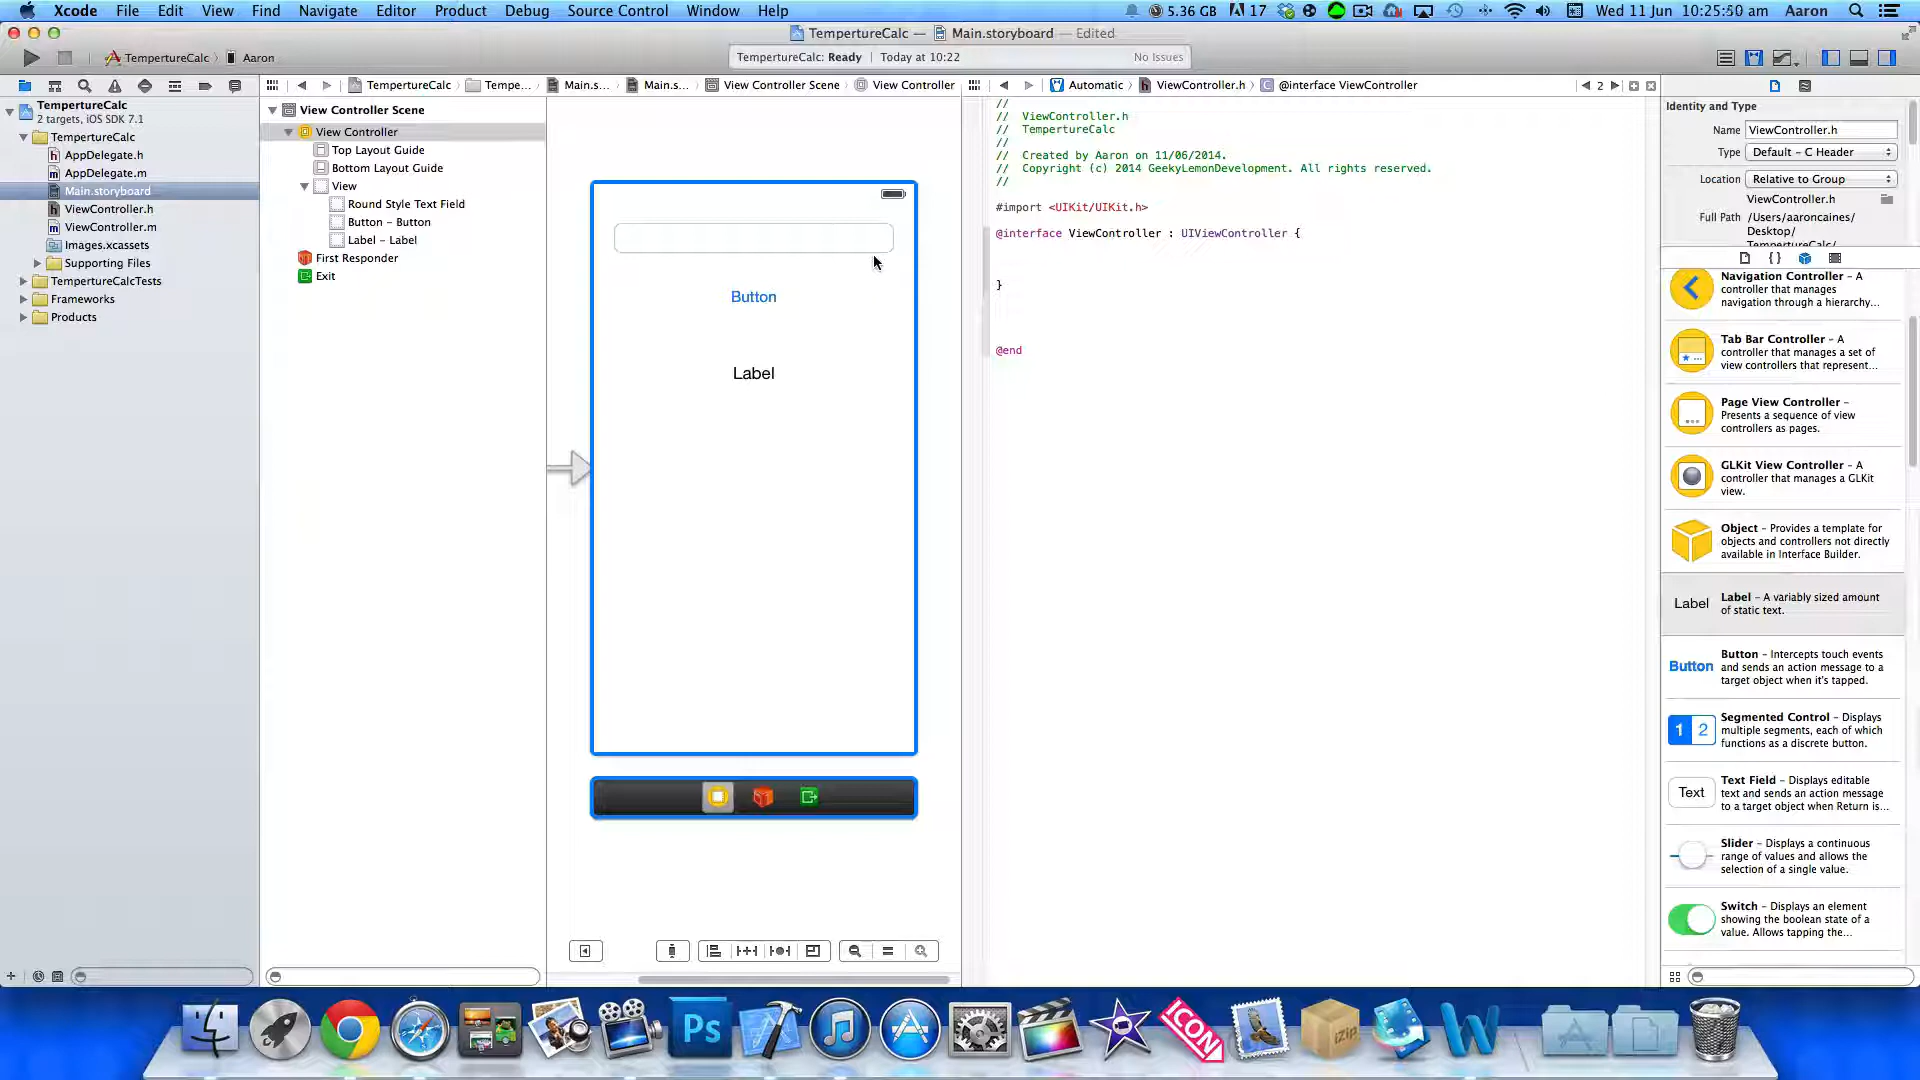 Xcode File Edit View Find Navigate Editor Product Debug Source Control Window Help
5.36 GB 17 Wed 11 Jun 10:25:50 am Aaron
TempertureCalc — Main.storyboard — Edited
TempertureCalc Aaron
TempertureCalc: Ready Today at 10:22 No Issues
TempertureCalc Tempe... Main.s... Main.s... View Controller Scene View Controller
Automatic ViewController.h C @interface ViewController 2
TempertureCalc
2 targets, iOS SDK 7.1
TempertureCalc
AppDelegate.h
AppDelegate.m
Main.storyboard
ViewController.h
ViewController.m
Images.xcassets
Supporting Files
TempertureCalcTests
Frameworks
Products
View Controller Scene
View Controller
Top Layout Guide
Bottom Layout Guide
View
Round Style Text Field
Button – Button
Label – Label
First Responder
Exit
Button
Label
//
// ViewController.h
// TempertureCalc
//
// Created by Aaron on 11/06/2014.
// Copyright (c) 2014 GeekyLemonDevelopment. All rights reserved.
//
#import <UIKit/UIKit.h>
@interface ViewController : UIViewController {
}
@end
Identity and Type
Name ViewController.h
Type Default – C Header
Location Relative to Group
ViewController.h
Full Path /Users/aaroncaines/
Desktop/
TempertureCalc/
Navigation Controller – A
controller that manages
navigation through a hierarchy...
Tab Bar Controller – A
controller that manages a set of
view controllers that represent...
Page View Controller –
Presents a sequence of view
controllers as pages.
GLKit View Controller – A
controller that manages a GLKit
view.
Object – Provides a template for
objects and controllers not directly
available in Interface Builder.
Label Label – A variably sized amount
of static text.
Button Button – Intercepts touch events
and sends an action message to a
target object when it's tapped.
1 2 Segmented Control – Displays
multiple segments, each of which
functions as a discrete button.
Text Text Field – Displays editable
text and sends an action message
to a target object when Return is...
Slider – Displays a continuous
range of values and allows the
selection of a single value.
Switch – Displays an element
showing the boolean state of a
value. Allows tapping the...
Ps
ICON
iZip